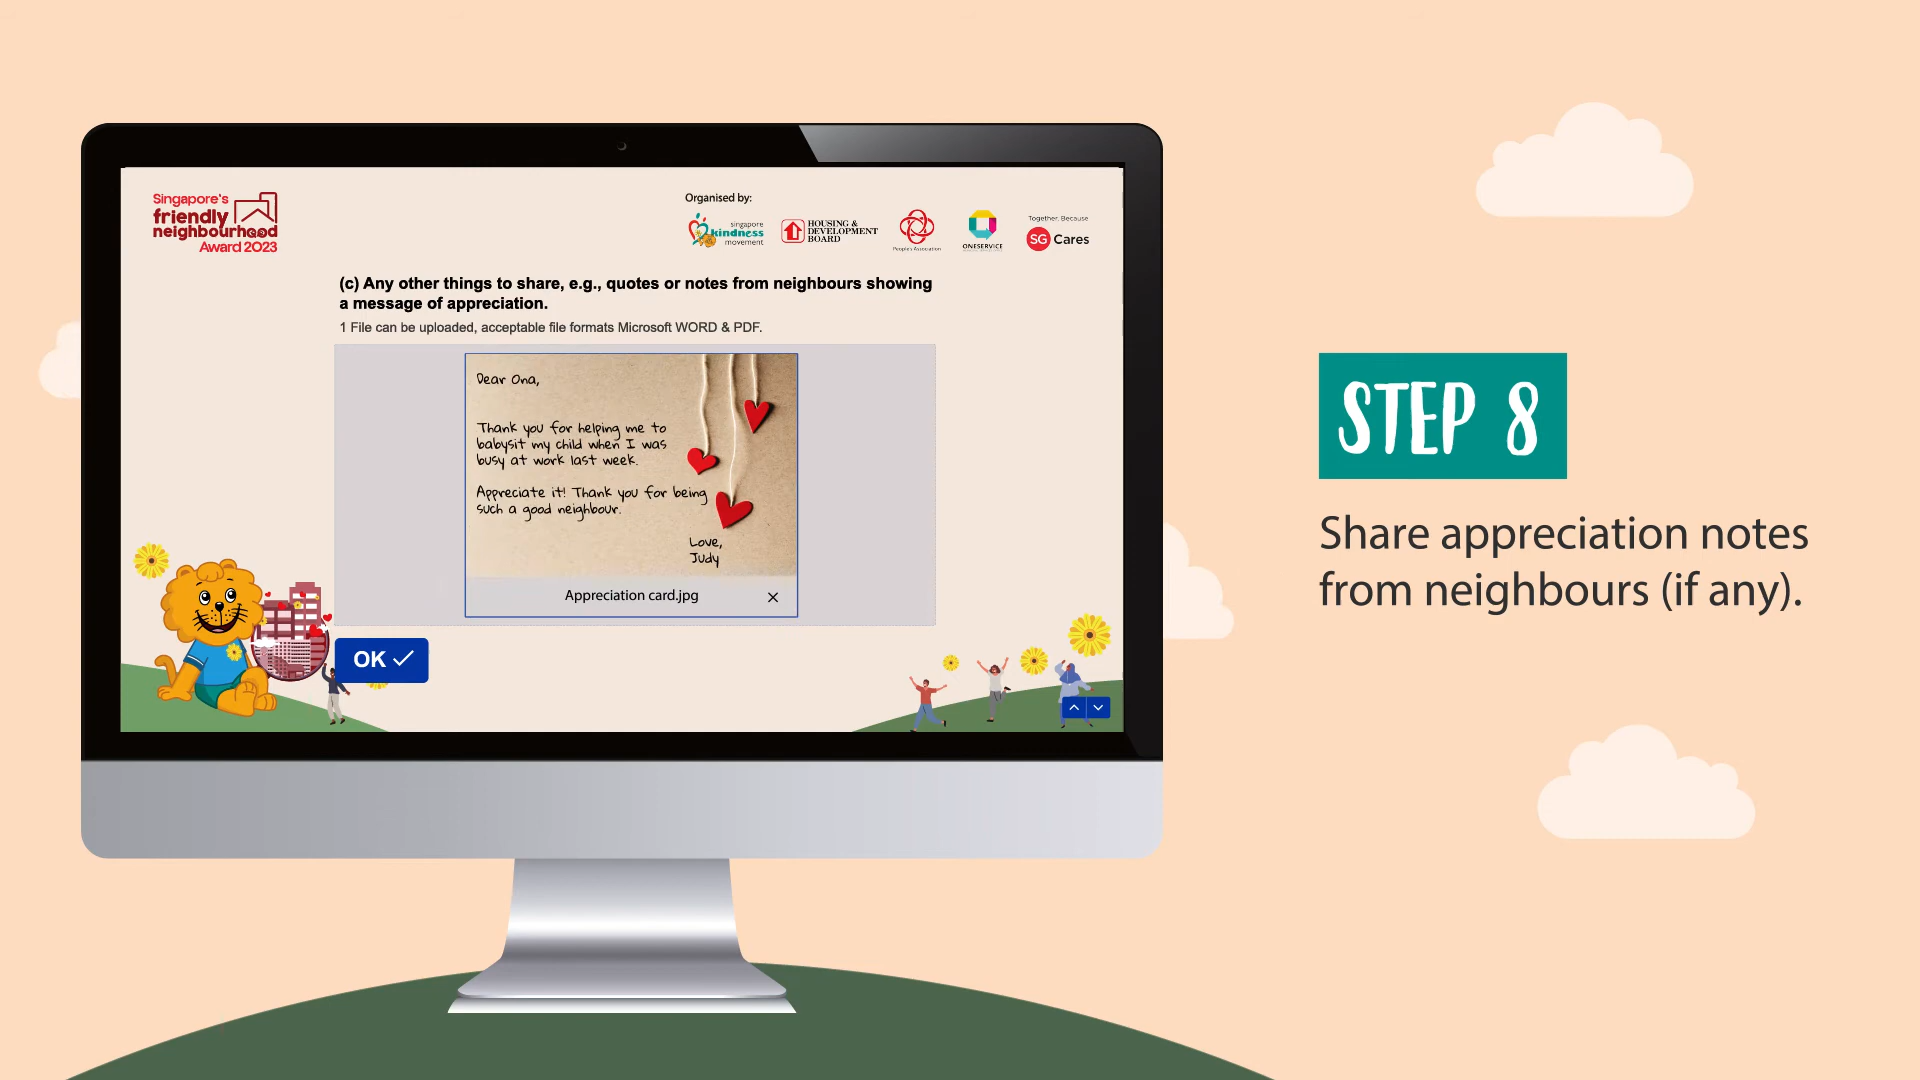 Singapore's
friendly
neighbourhood
Award 2023
Organised by:
singapore
kindness
movement
HOUSING &
DEVELOPMENT
BOARD
People's Association
ONESERVICE
Together. Because
SG Cares
(c) Any other things to share, e.g., quotes or notes from neighbours showing
a message of appreciation.
1 File can be uploaded, acceptable file formats Microsoft WORD & PDF.
Dear Ona,
Thank you for helping me to
babysit my child when I was
busy at work last week.
Appreciate it! Thank you for being
such a good neighbour.
Love,
Judy
Appreciation card.jpg
OK
STEP 8
Share appreciation notes
from neighbours (if any).